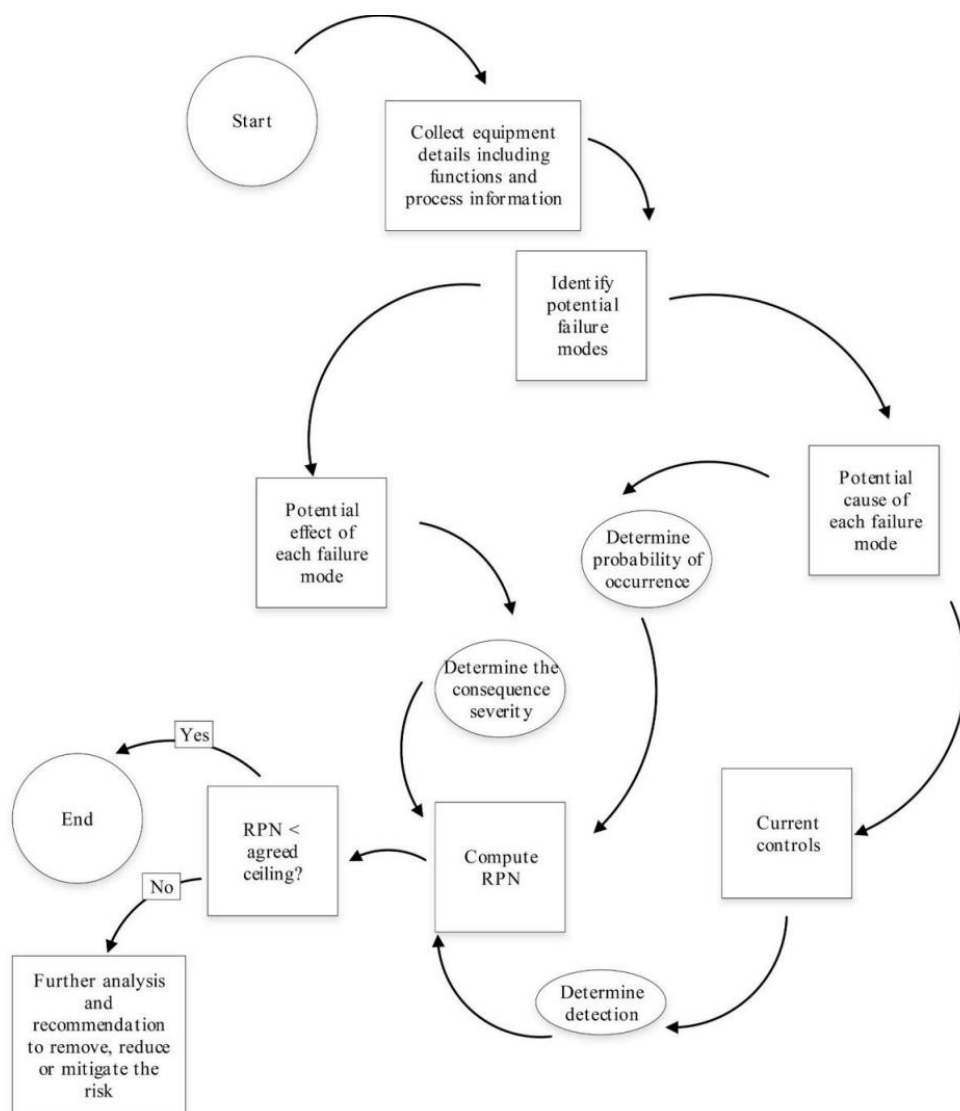 Start
Collect equipment
details including
functions and
process information
Identify
potential
failure
modes
Potential
effect of
each failure
mode
Determine
probability of
occurrence
Potential
cause of
each failure
mode
Determine the
consequence
severity
Yes
End
RPN <
agreed
ceiling?
Compute
RPN
Current
controls
No
Further analysis
and
recommendation
to remove, reduce
or mitigate the
risk
Determine
detection